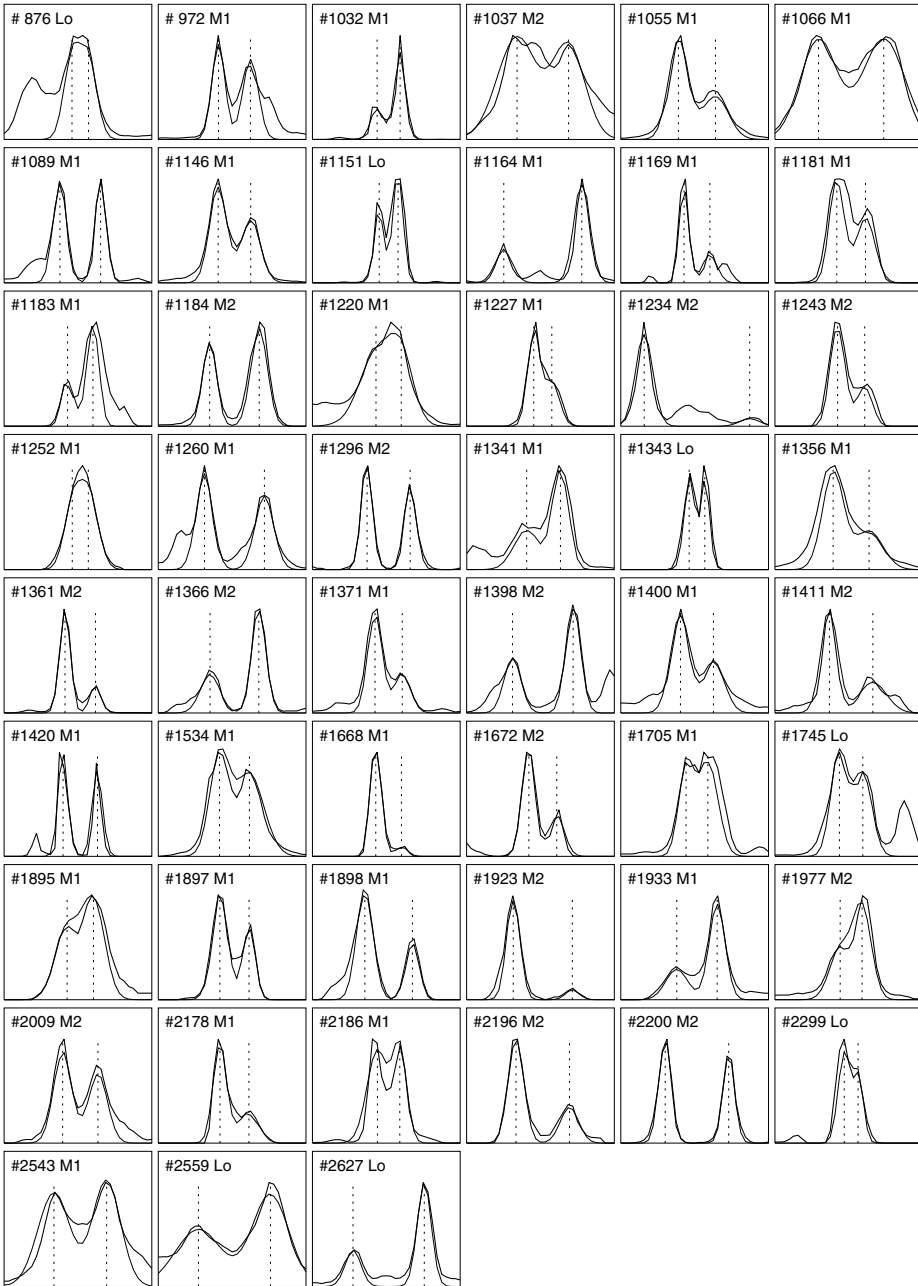 # 876 Lo
# 972 M1
#1032 M1
#1037 M2
#1055 M1
#1066 M1
#1089 M1
#1146 M1
#1151 Lo
#1164 M1
#1169 M1
#1181 M1
#1183 M1
#1184 M2
#1220 M1
#1227 M1
#1234 M2
#1243 M2
#1252 M1
#1260 M1
#1296 M2
#1341 M1
#1343 Lo
#1356 M1
#1361 M2
#1366 M2
#1371 M1
#1398 M2
#1400 M1
#1411 M2
#1420 M1
#1534 M1
#1668 M1
#1672 M2
#1705 M1
#1745 Lo
#1895 M1
#1897 M1
#1898 M1
#1923 M2
#1933 M1
#1977 M2
#2009 M2
#2178 M1
#2186 M1
#2196 M2
#2200 M2
#2299 Lo
#2543 M1
#2559 Lo
#2627 Lo